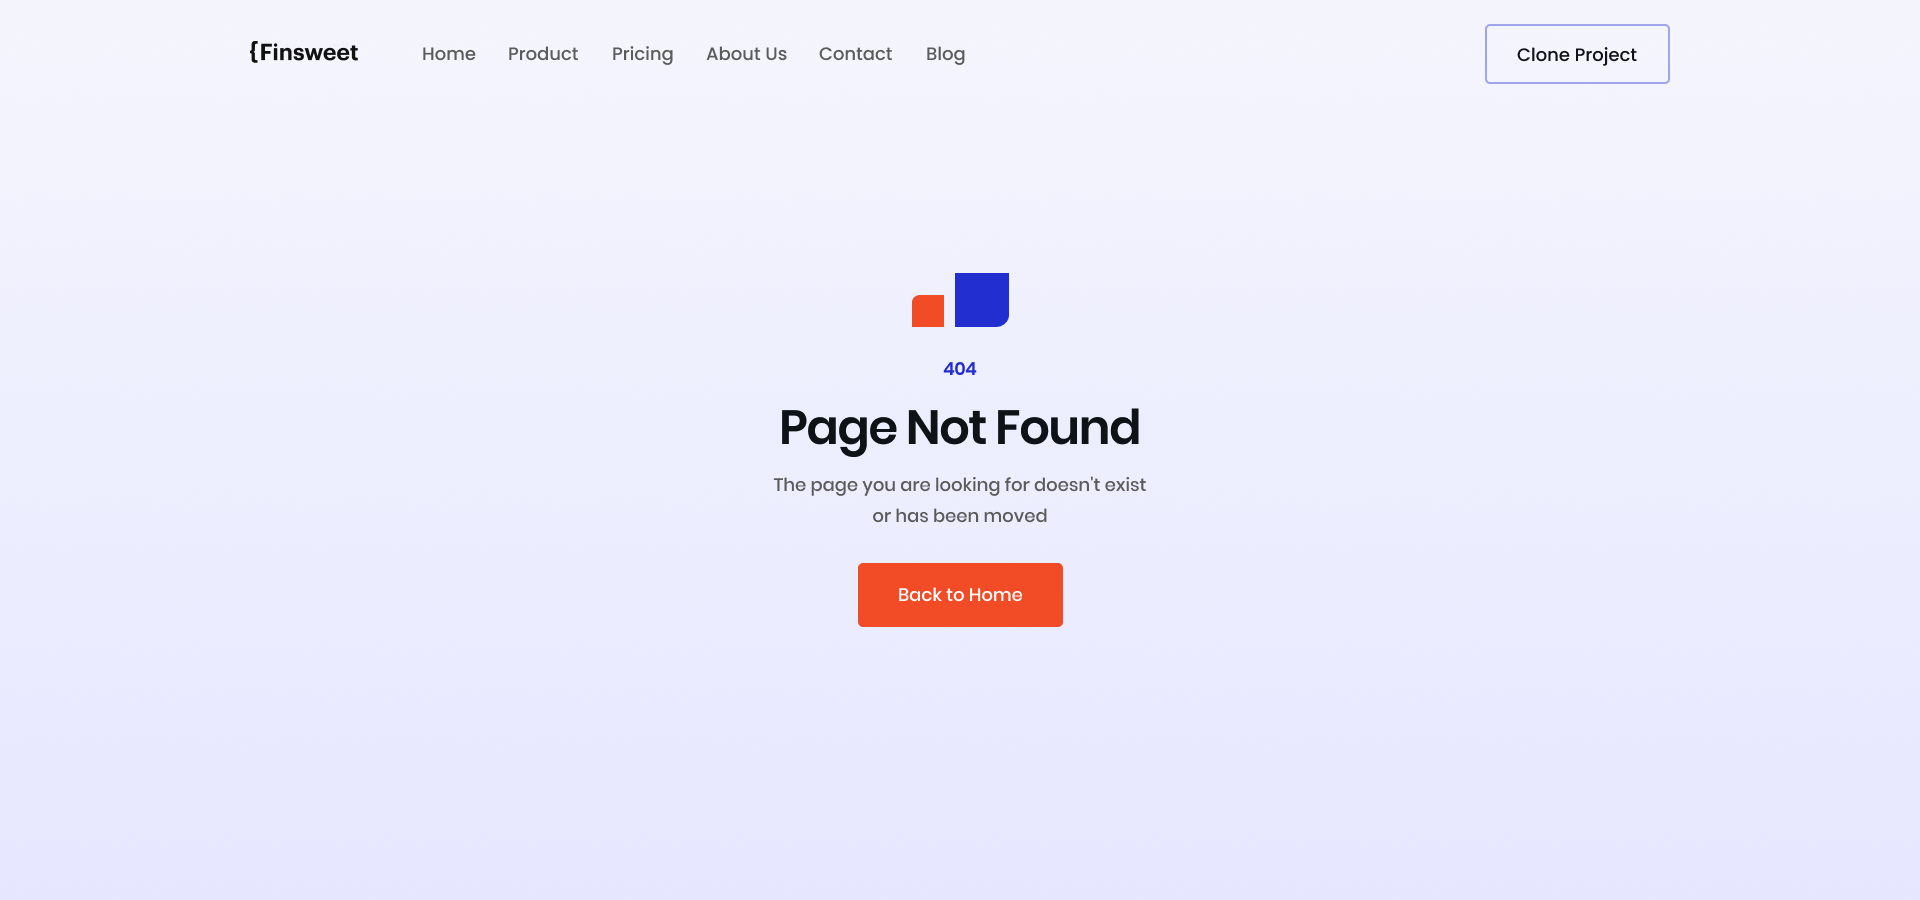 {Finsweet
Home Product Pricing About Us Contact Blog
Clone Project
404
Page Not Found
The page you are looking for doesn't exist
or has been moved
Back to Home